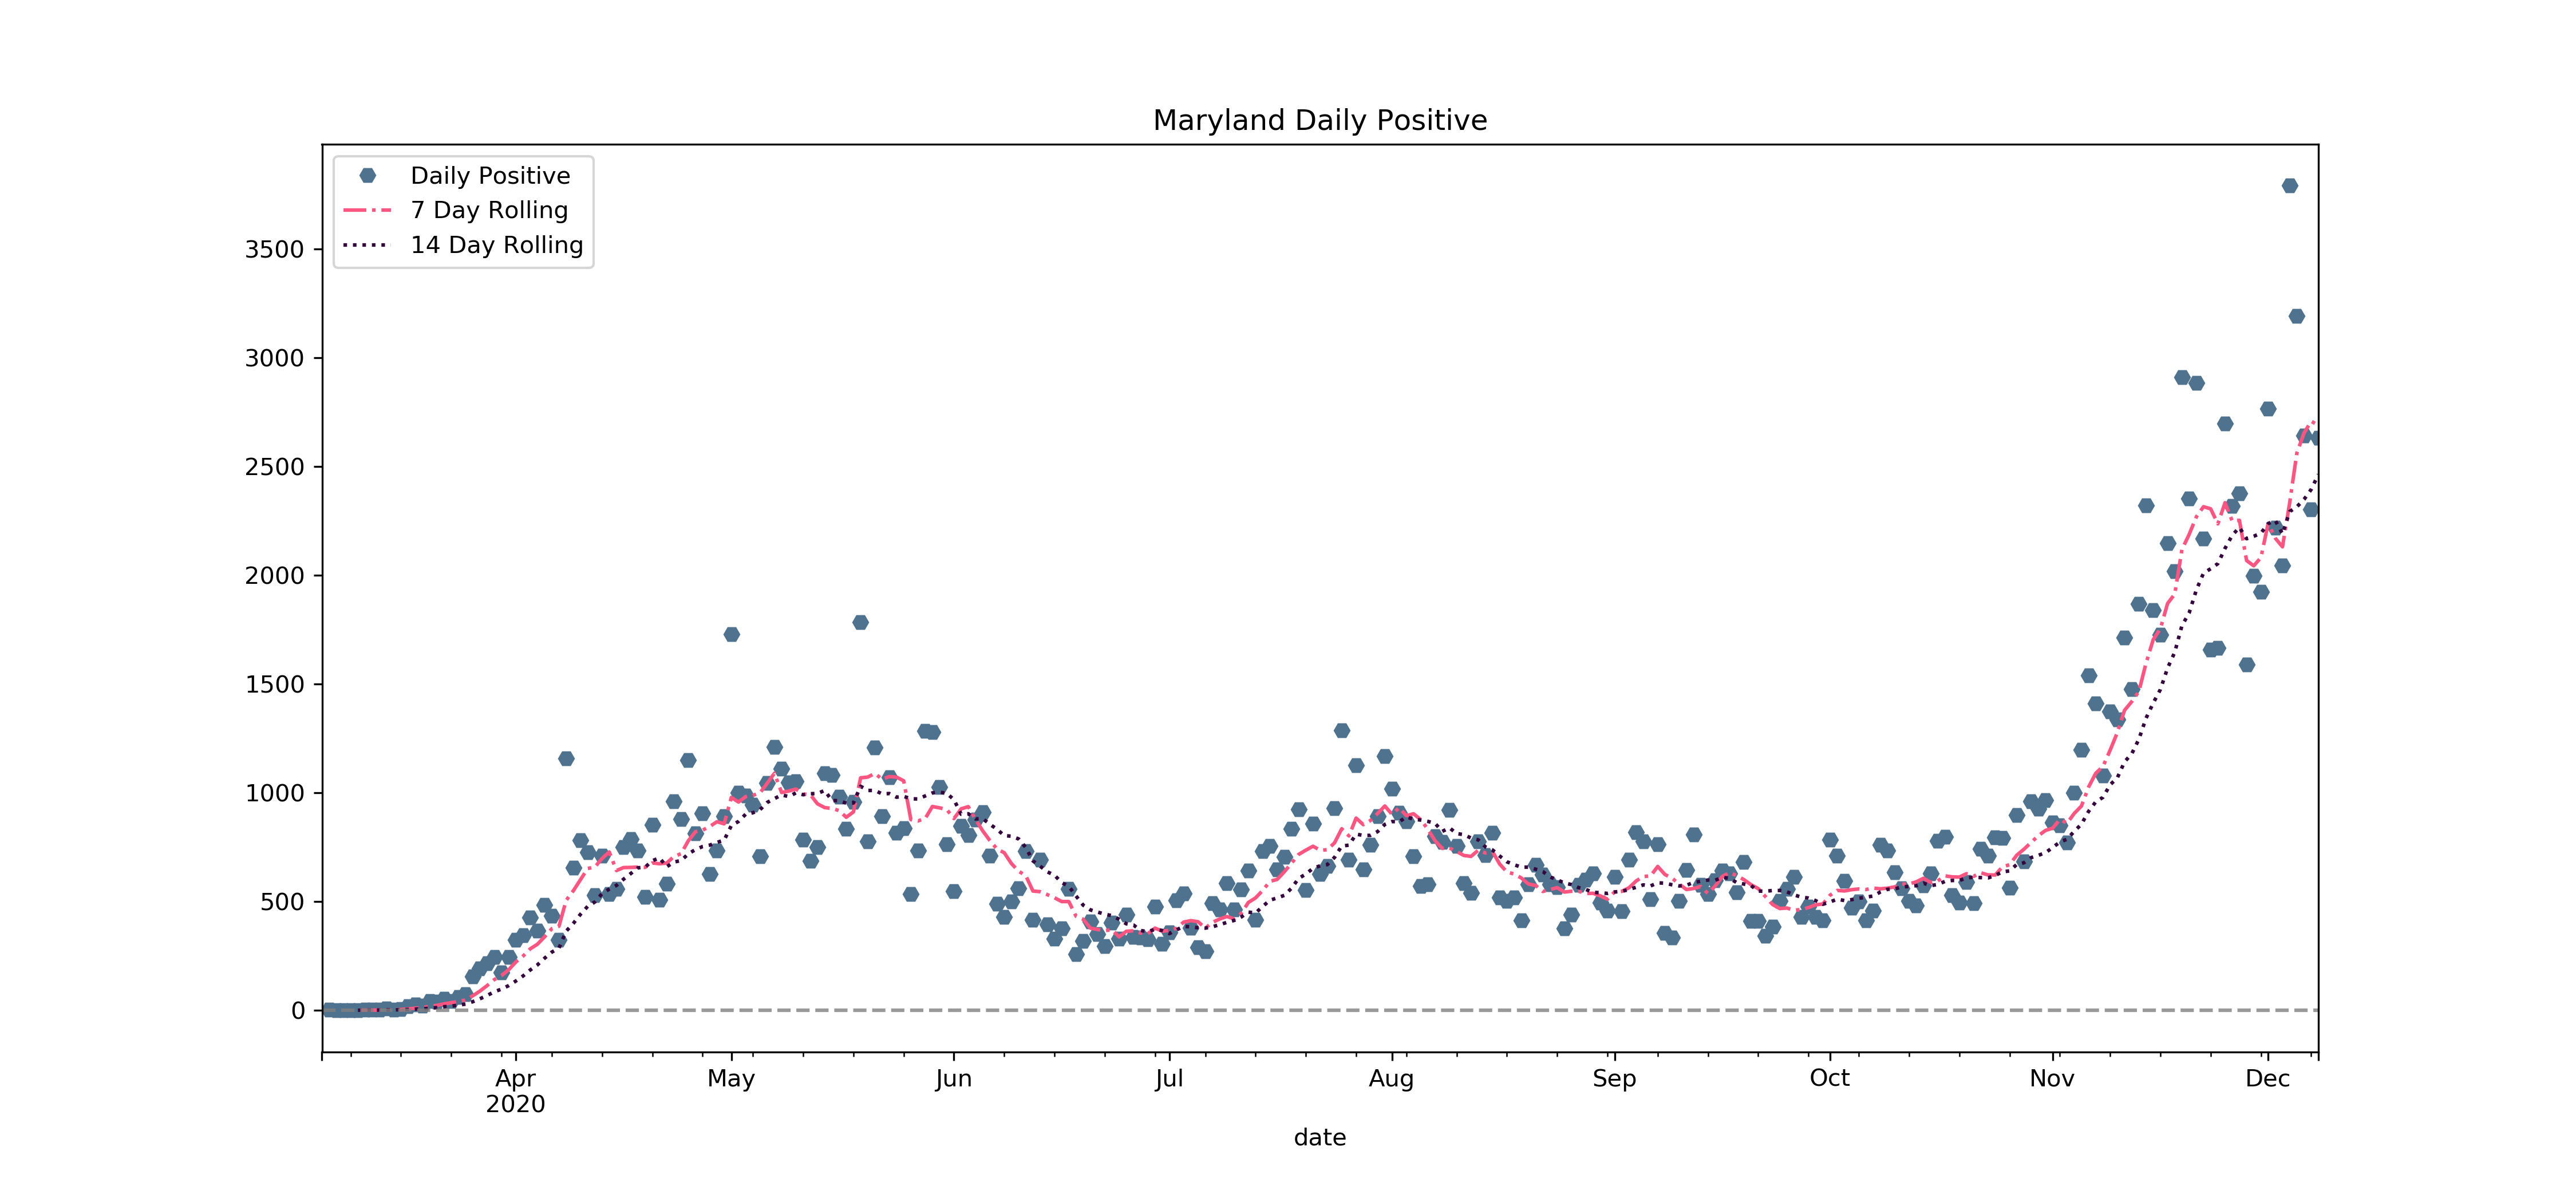 Maryland Daily Positive
Daily Positive
7 Day Rolling
14 Day Rolling
3500
3000
2500
2000
1500
1000
500
0
Apr May Jun Jul Aug Sep Oct Nov Dec
2020
date